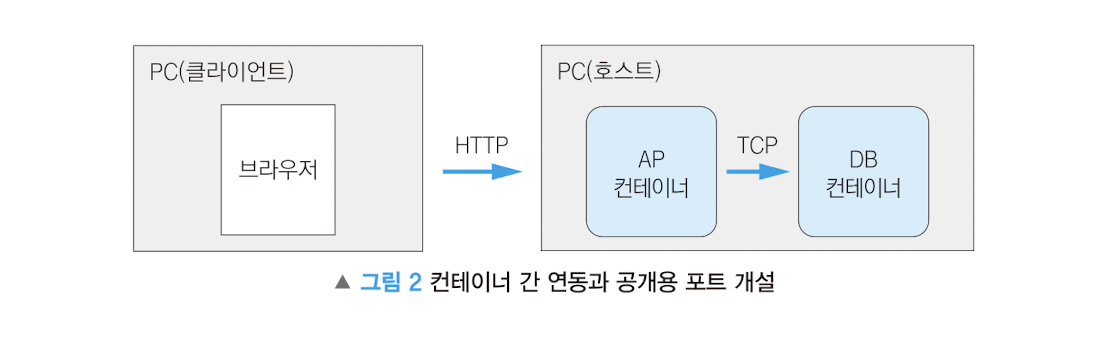 PC(클라이언트)
브라우저
HTTP
PC(호스트)
AP
컨테이너
TCP
DB
컨테이너
▲ 그림 2 컨테이너 간 연동과 공개용 포트 개설